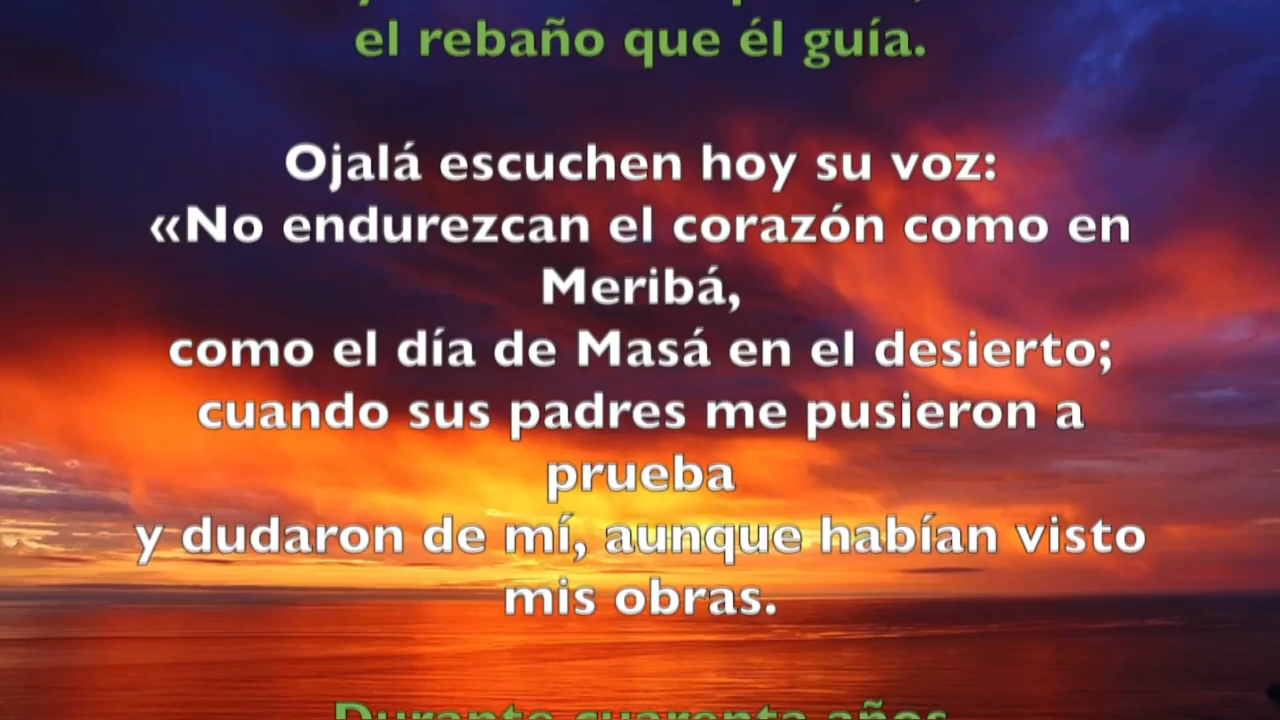 el rebaño que él guía.
Ojalá escuchen hoy su voz:
«No endurezcan el corazón como en
Meribá,
como el día de Masá en el desierto;
cuando sus padres me pusieron a
prueba
y dudaron de mí, aunque habían visto
mis obras.
Durante cuarenta años